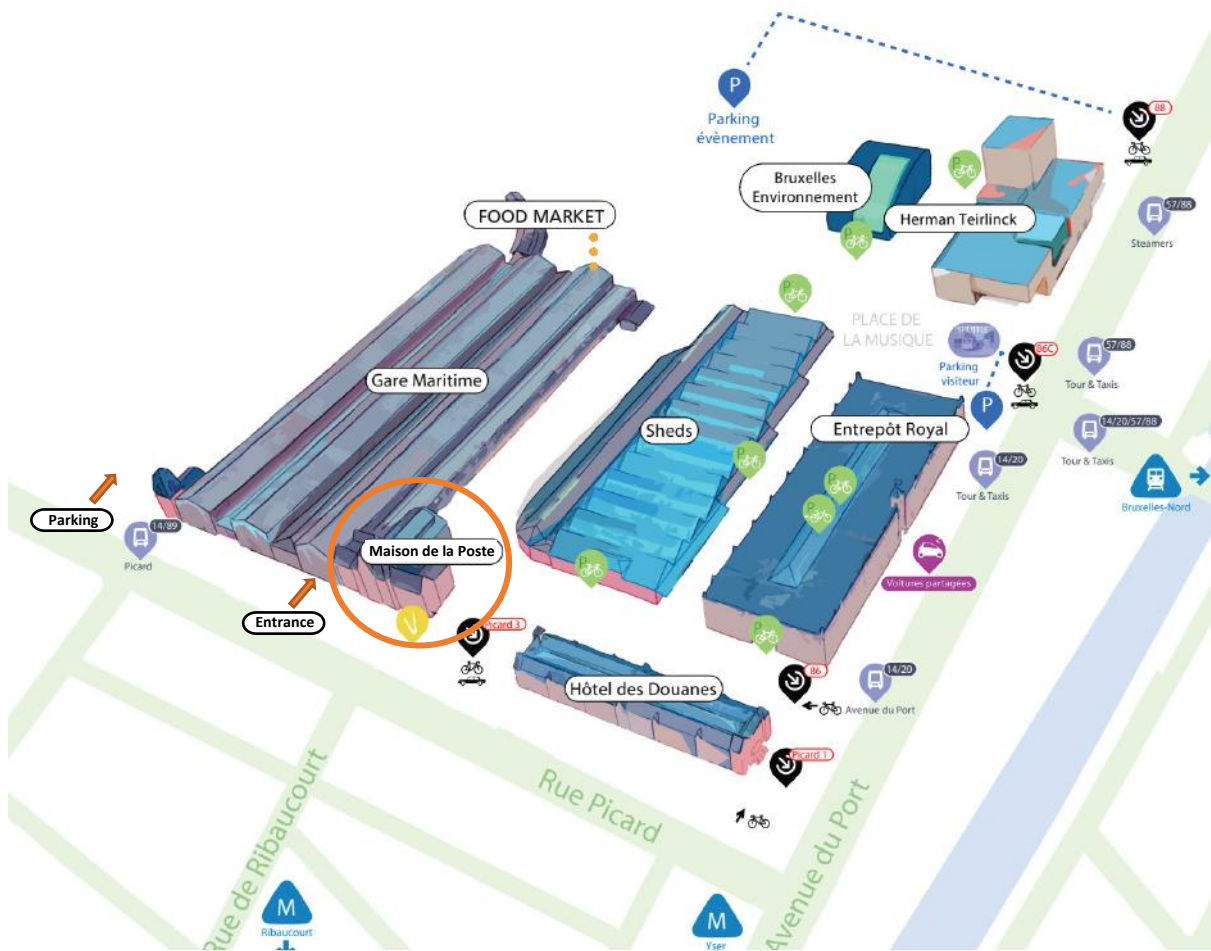 P
Parking
évènement
88
P
Bruxelles
Environnement
Herman Teirlinck
P
57/88
Steamers
FOOD MARKET
P
PLACE DE
LA MUSIQUE
Parking
visiteur
86C
57/88
Tour & Taxis
P
Gare Maritime
Sheds
Entrepôt Royal
14/20/57/88
Tour & Taxis
P
14/20
Tour & Taxis
Bruxelles-Nord
P
P
Parking
14/89
Picard
Maison de la Poste
P
Voitures partagées
Entrance
Picard 3
P
Hôtel des Douanes
86
14/20
Avenue du Port
Picard 1
Rue Picard
Avenue du Port
Rue de Ribaucourt
M
Ribaucourt
M
Yser